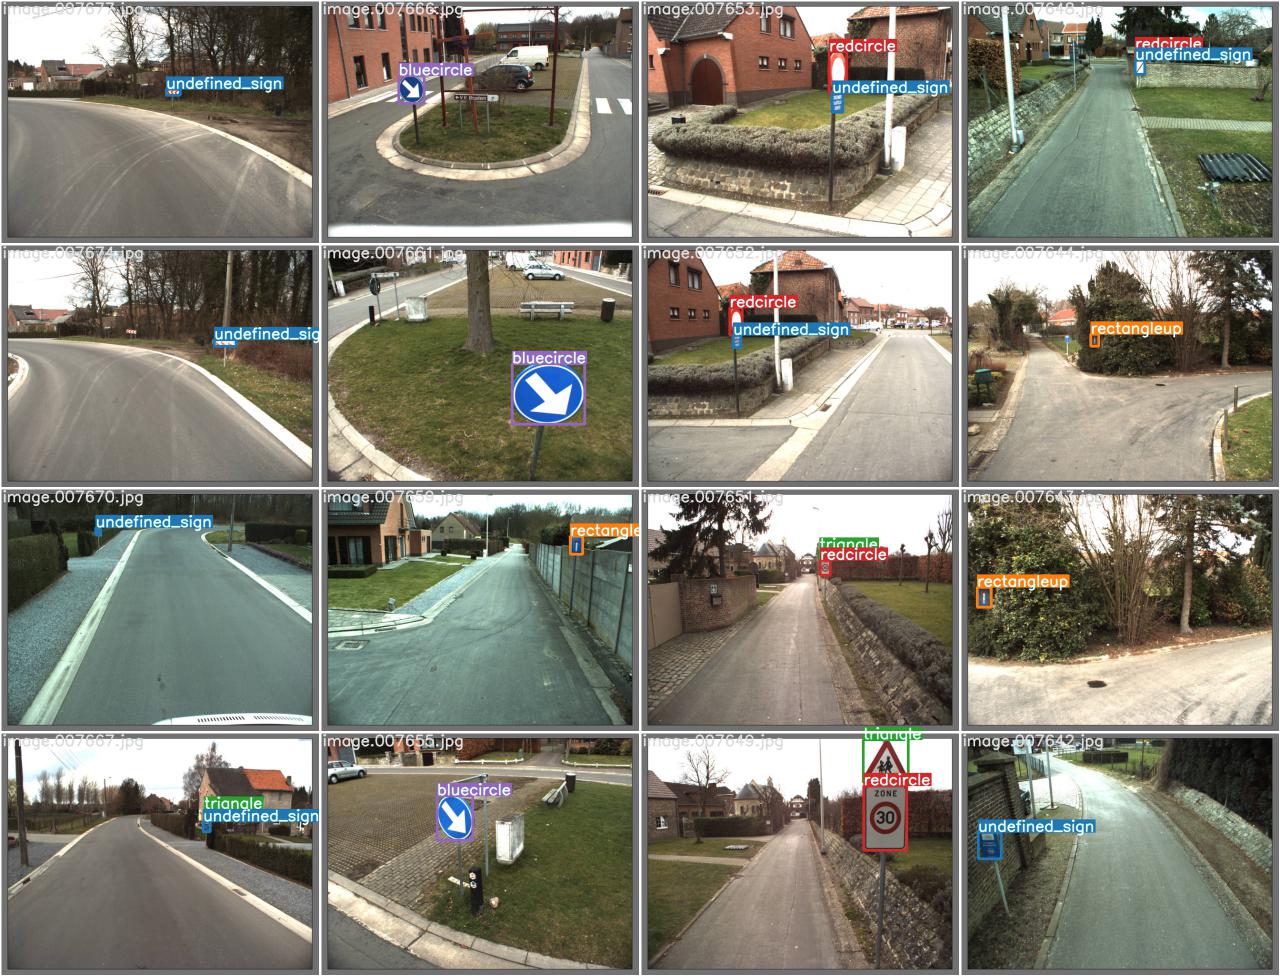 image.007677.jpg
undefined_sign
image.007666.jpg
bluecircle
image.007653.jpg
redcircle
undefined_sign
image.007648.jpg
redcircle
undefined_sign
image.007674.jpg
undefined_sig
image.007661.jpg
bluecircle
image.007652.jpg
redcircle
undefined_sign
image.007644.jpg
rectangleup
image.007670.jpg
undefined_sign
image.007659.jpg
rectangle
image.007651.jpg
triangle
redcircle
rectangleup
image.007667.jpg
triangle
undefined_sign
image.007655.jpg
bluecircle
image.007649.jpg
triangle
redcircle
ZONE
30
image.007642.jpg
undefined_sign